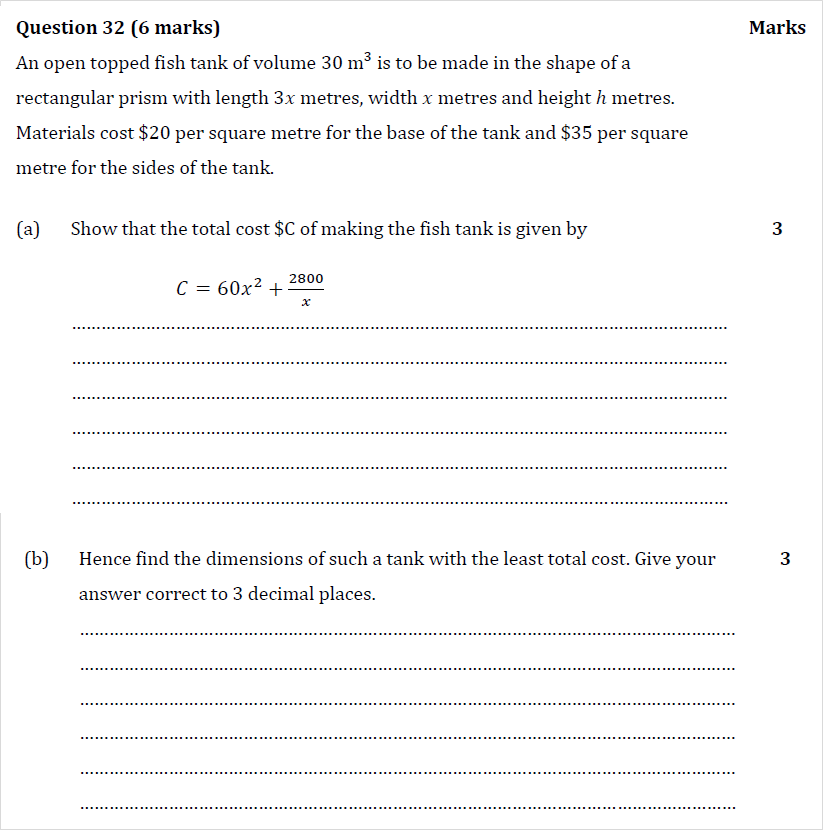 Question 32 (6 marks) Marks
An open topped fish tank of volume 30 m³ is to be made in the shape of a
rectangular prism with length 3x metres, width x metres and height h metres.
Materials cost $20 per square metre for the base of the tank and $35 per square
metre for the sides of the tank.
(a) Show that the total cost $C of making the fish tank is given by 3
C = 60x² + 2800/x
(b) Hence find the dimensions of such a tank with the least total cost. Give your 3
answer correct to 3 decimal places.